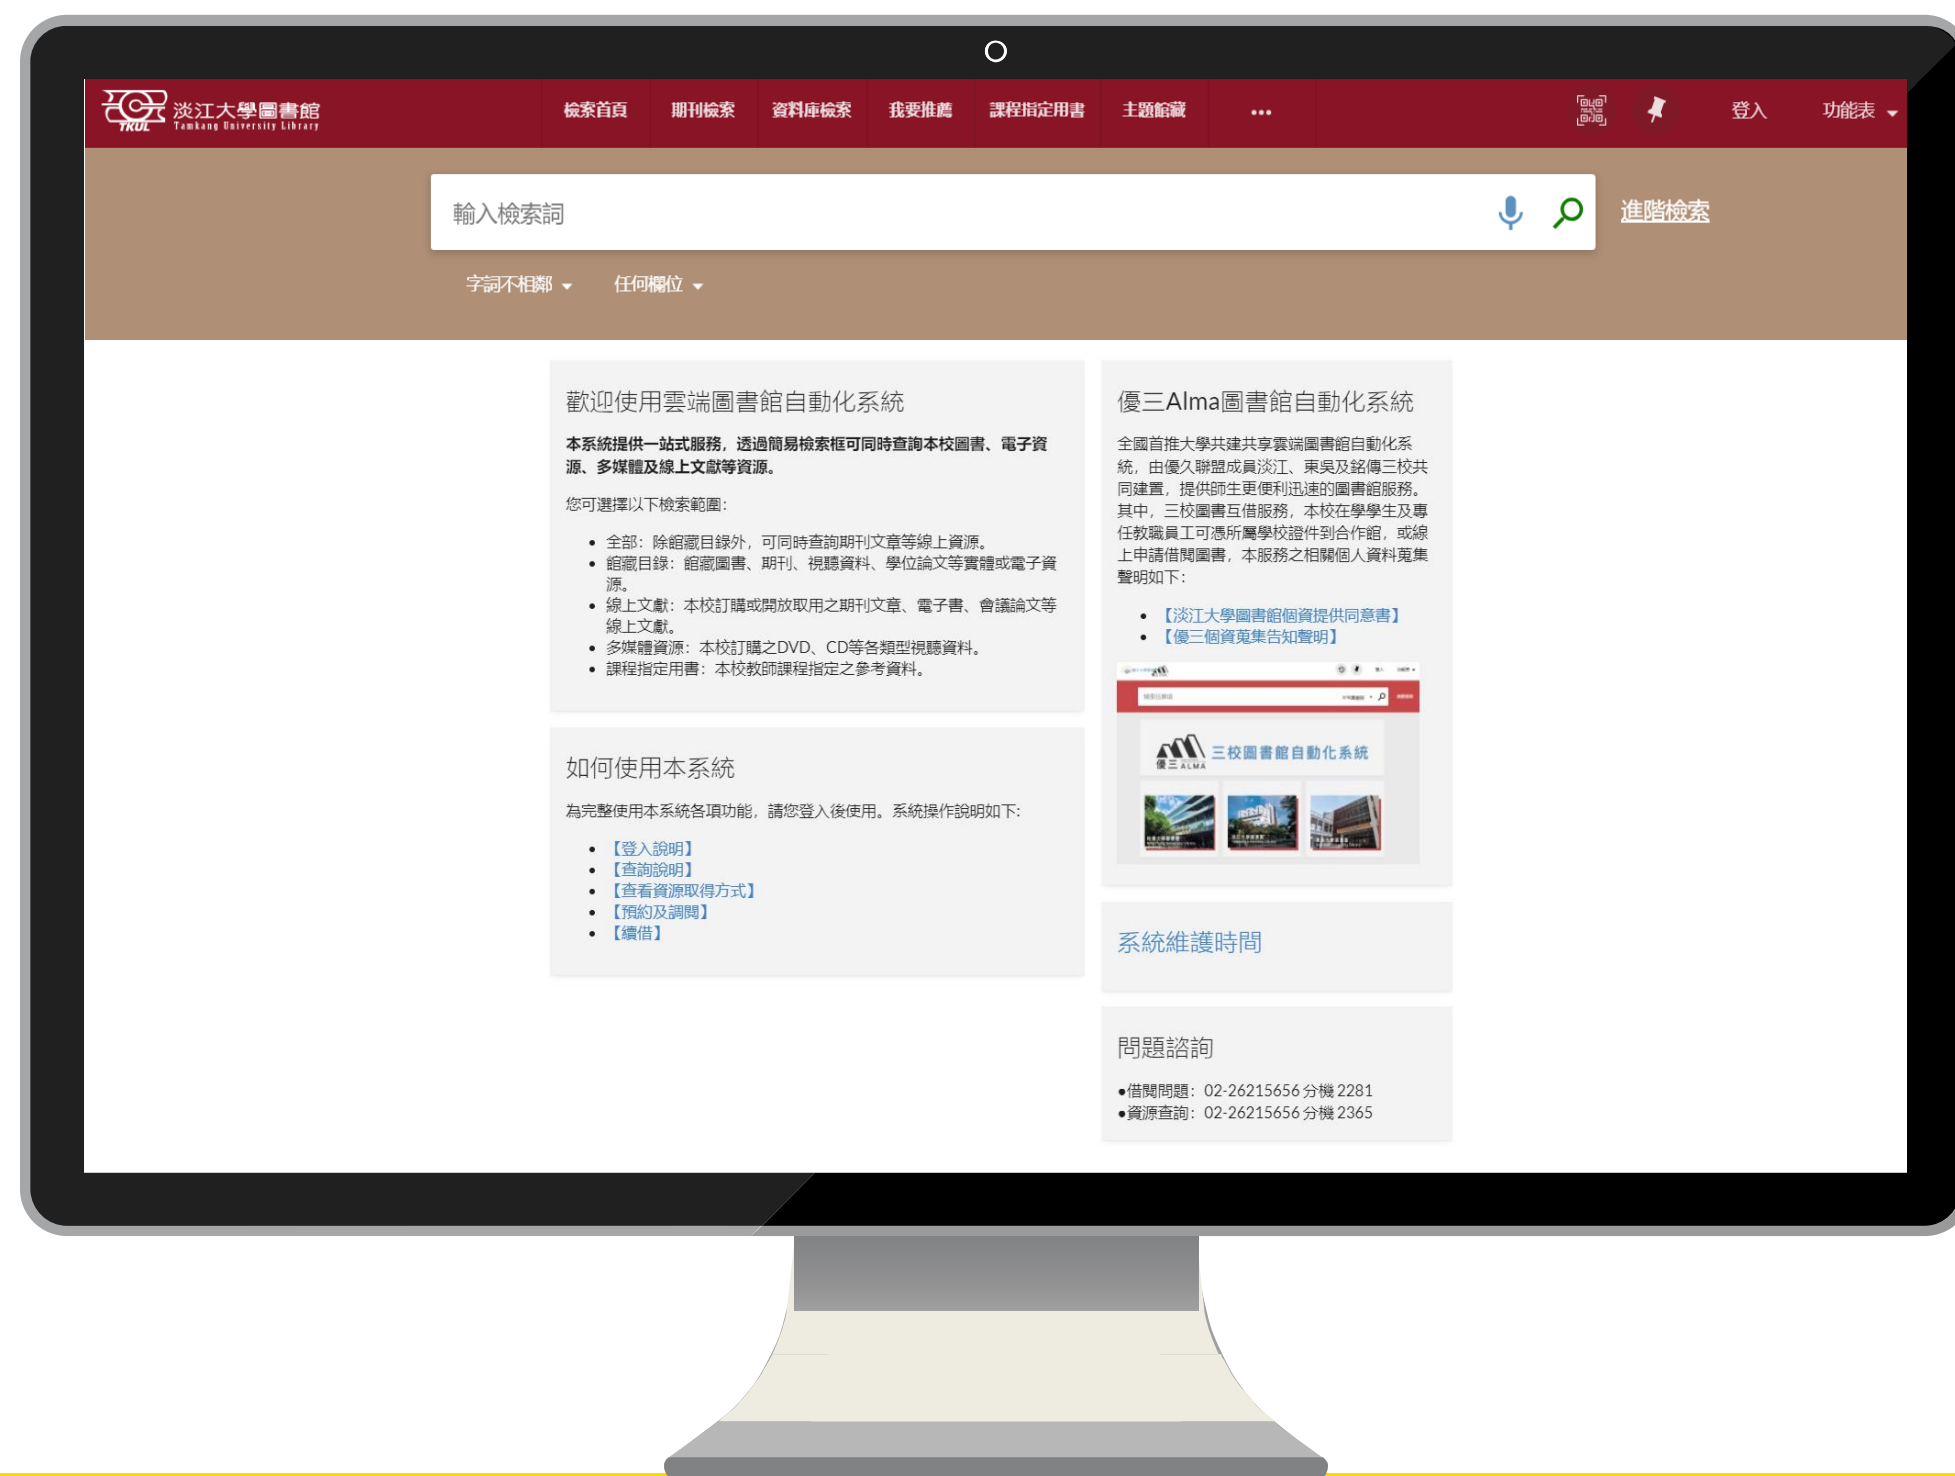 淡江大學圖書館
Tamkang University Library
TKUL
檢索首頁 期刊檢索 資料庫檢索 我要推薦 課程指定用書 主題館藏 •••
登入 功能表
輸入檢索詞
進階檢索
字詞不相鄰 任何欄位
歡迎使用雲端圖書館自動化系統
本系統提供一站式服務，透過簡易檢索框可同時查詢本校圖書、電子資
源、多媒體及線上文獻等資源。
您可選擇以下檢索範圍：
• 全部：除館藏目錄外，可同時查詢期刊文章等線上資源。
• 館藏目錄：館藏圖書、期刊、視聽資料、學位論文等實體或電子資
源。
• 線上文獻：本校訂購或開放取用之期刊文章、電子書、會議論文等
線上文獻。
• 多媒體資源：本校訂購之DVD、CD等各類型視聽資料。
• 課程指定用書：本校教師課程指定之參考資料。
如何使用本系統
為完整使用本系統各項功能，請您登入後使用。系統操作說明如下：
• 【登入說明】
• 【查詢說明】
• 【查看資源取得方式】
• 【預約及調閱】
• 【續借】
優三Alma圖書館自動化系統
全國首推大學共建共享雲端圖書館自動化系
統，由優久聯盟成員淡江、東吳及銘傳三校共
同建置，提供師生更便利迅速的圖書館服務。
其中，三校圖書互借服務，本校在學學生及專
任教職員工可憑所屬學校證件到合作館，或線
上申請借閱圖書，本服務之相關個人資料蒐集
聲明如下：
• 【淡江大學圖書館個資提供同意書】
• 【優三個資蒐集告知聲明】
三校圖書館自動化系統
優三 ALMA
系統維護時間
問題諮詢
●借閱問題：02-26215656 分機 2281
●資源查詢：02-26215656 分機 2365